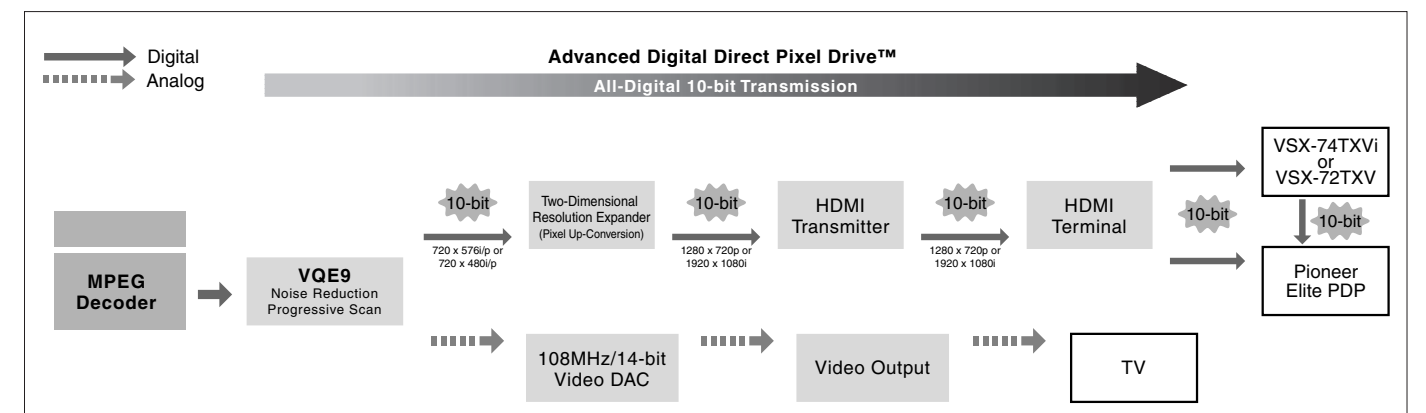 Digital
Analog
Advanced Digital Direct Pixel Drive™
All-Digital 10-bit Transmission
MPEG
Decoder
VQE9
Noise Reduction
Progressive Scan
10-bit
720 x 576i/p or
720 x 480i/p
Two-Dimensional
Resolution Expander
(Pixel Up-Conversion)
10-bit
1280 x 720p or
1920 x 1080i
HDMI
Transmitter
10-bit
1280 x 720p or
1920 x 1080i
HDMI
Terminal
10-bit
VSX-74TXVi
or
VSX-72TXV
10-bit
Pioneer
Elite PDP
108MHz/14-bit
Video DAC
Video Output
TV